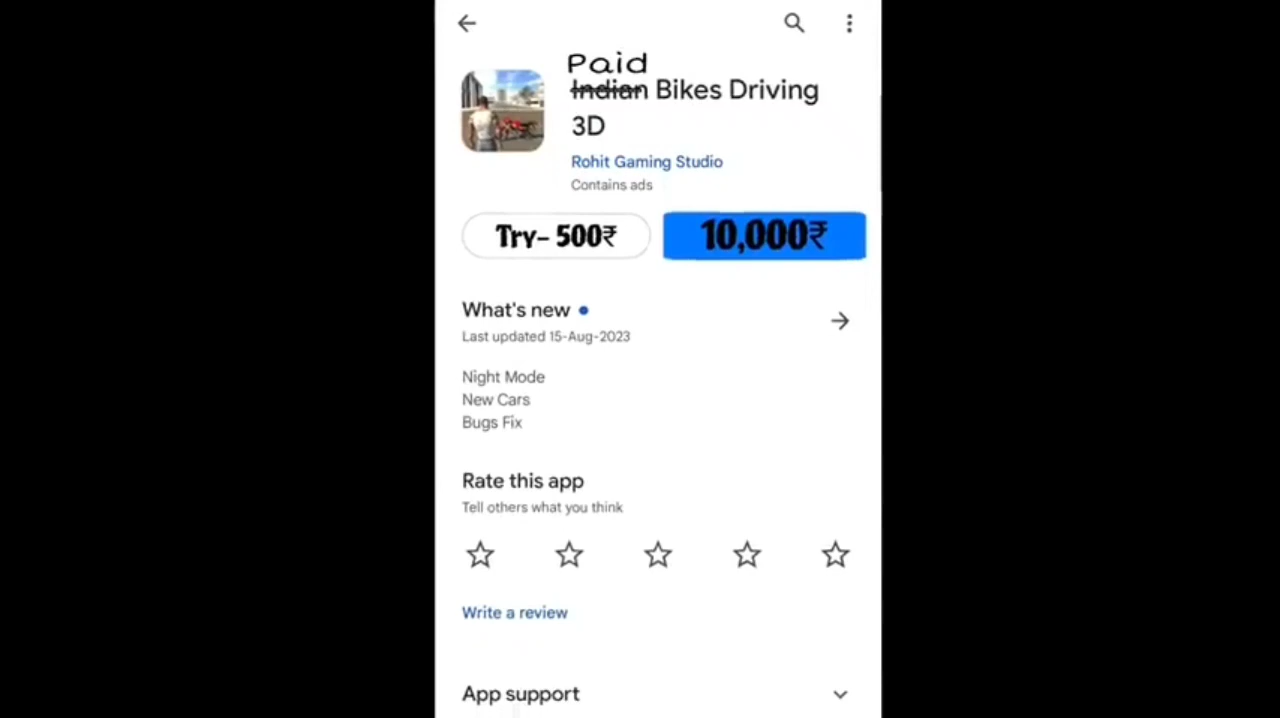 Paid
Indian Bikes Driving
3D
Rohit Gaming Studio
Contains ads
Try- 500₹
10,000₹
What's new
Last updated 15-Aug-2023
Night Mode
New Cars
Bugs Fix
Rate this app
Tell others what you think
Write a review
App support